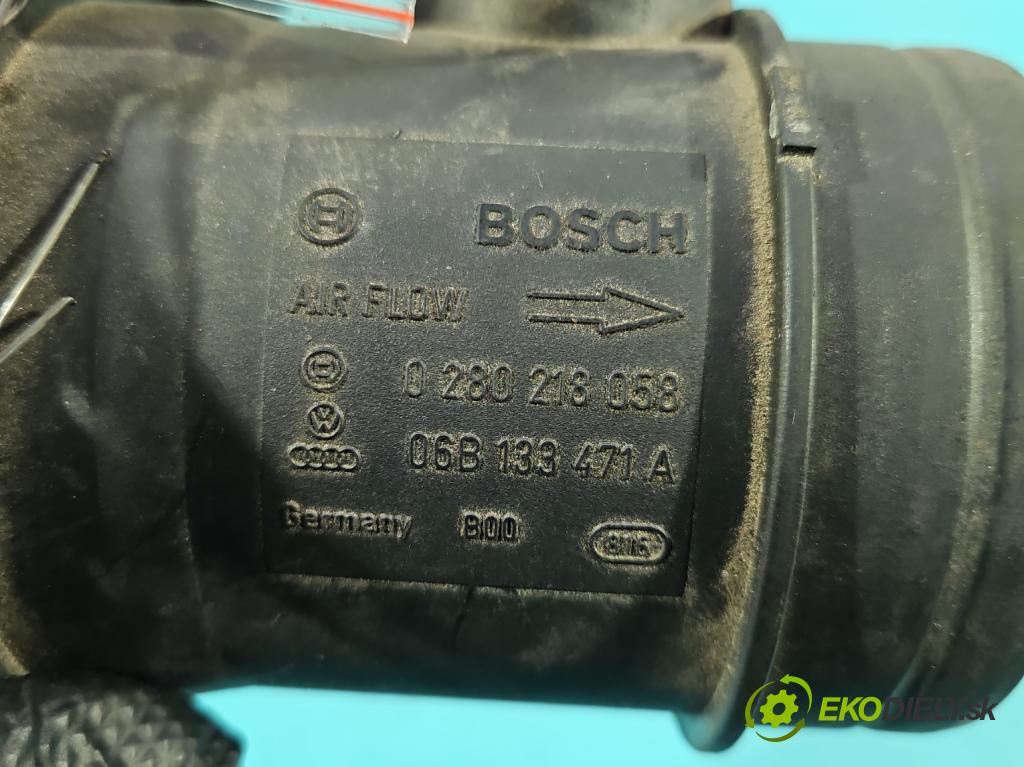 BOSCH
AIR FLOW
0 280 218 058
06B 133 471 A
Germany B00
EKODIELY.sk